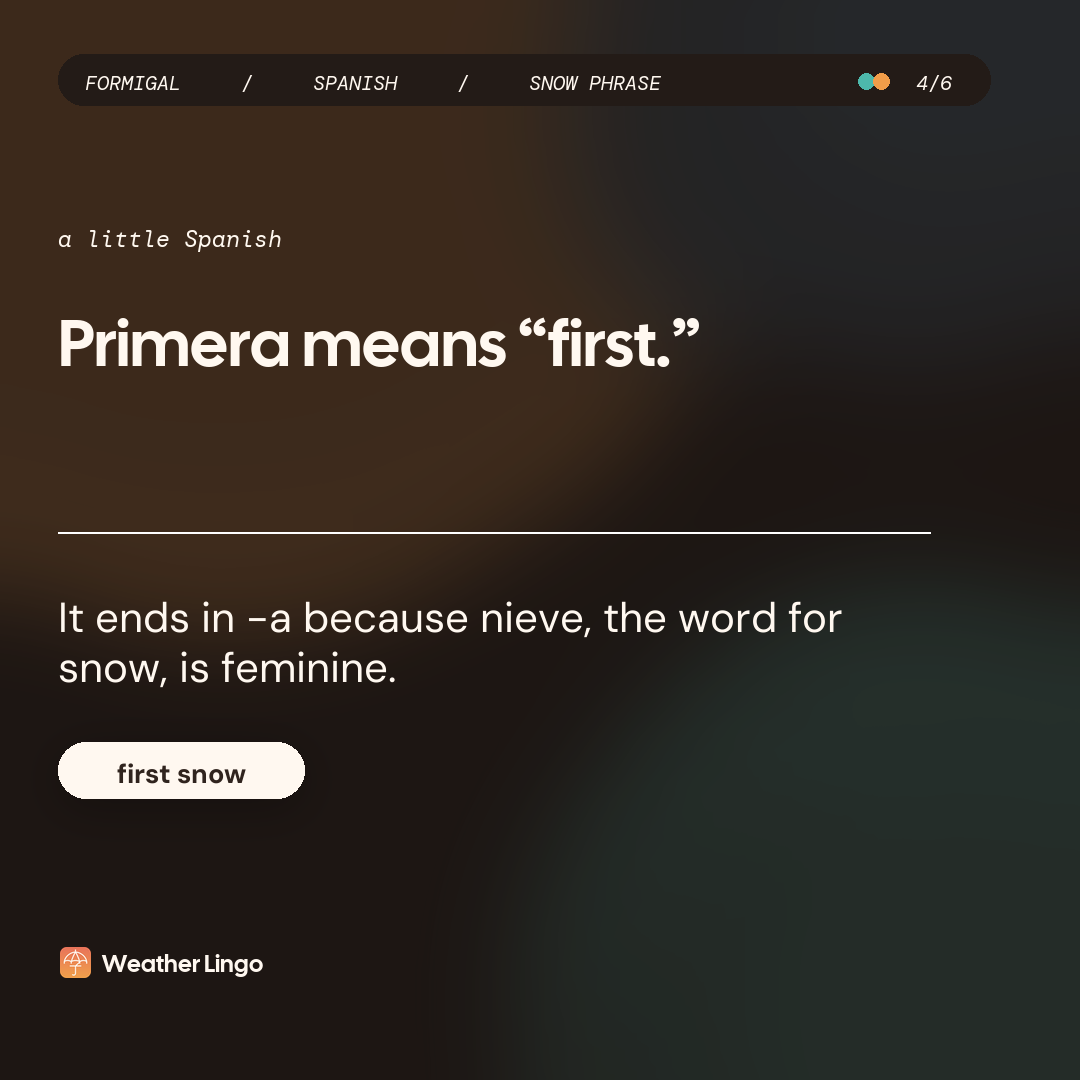 FORMIGAL / SPANISH / SNOW PHRASE 4/6
a little Spanish
Primera means “first.”
It ends in –a because nieve, the word for
snow, is feminine.
first snow
Weather Lingo